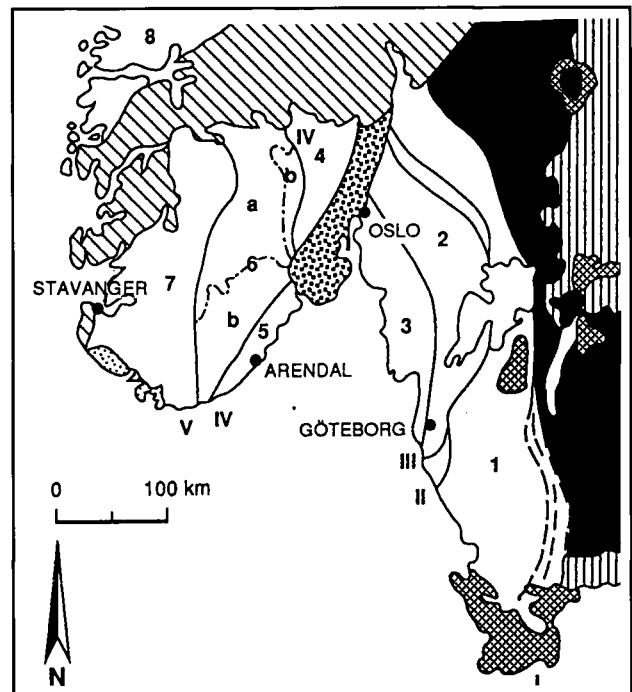 8
IV
4
b
a
OSLO
2
6
STAVANGER
7
3
b
5
ARENDAL
GÖTEBORG
V IV
III
1
0 100 km
II
N
I